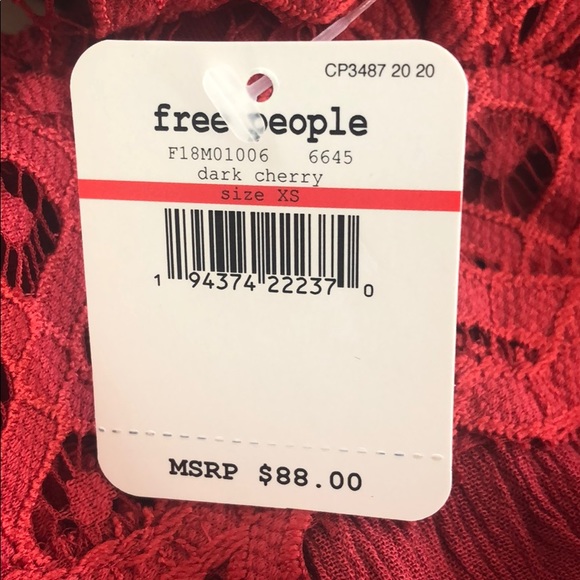 CP3487 20 20
free people
F18M01006 6645
dark cherry
size XS
1 94374 22237 0
MSRP $88.00